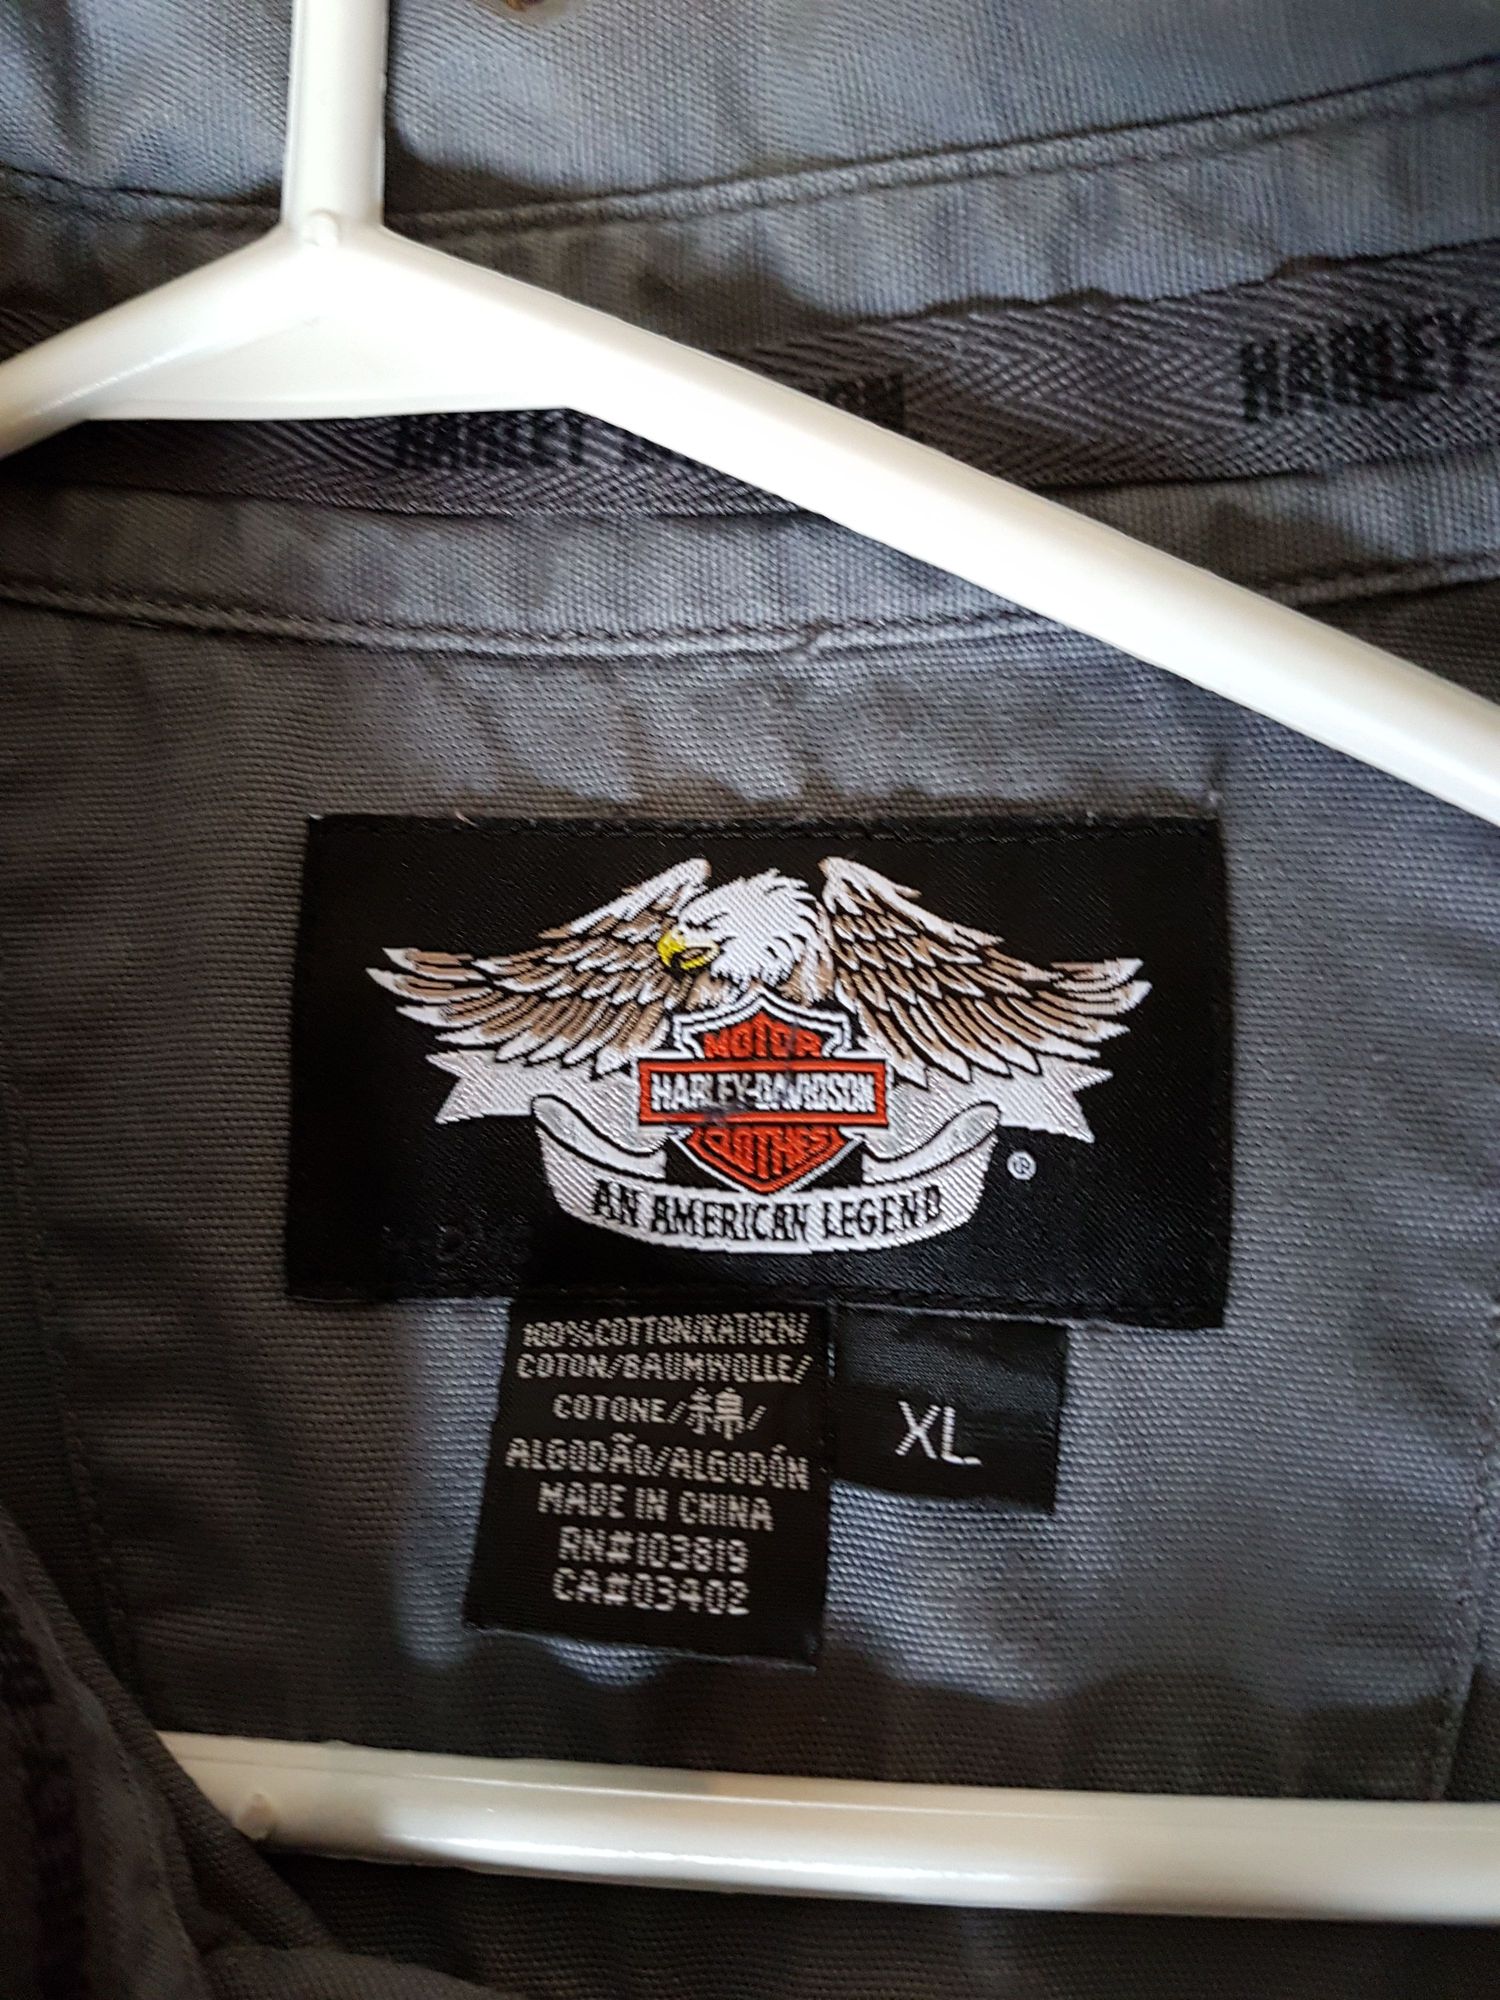 HARLEY
HARLEY
MOTOR
HARLEY-DAVIDSON
CLOTHES
®
AN AMERICAN LEGEND
100%COTTON/KATOEN/
COTON/BAUMWOLLE/
COTONE/綿/
ALGODÃO/ALGODÓN
MADE IN CHINA
RN#103819
CA#03402
XL